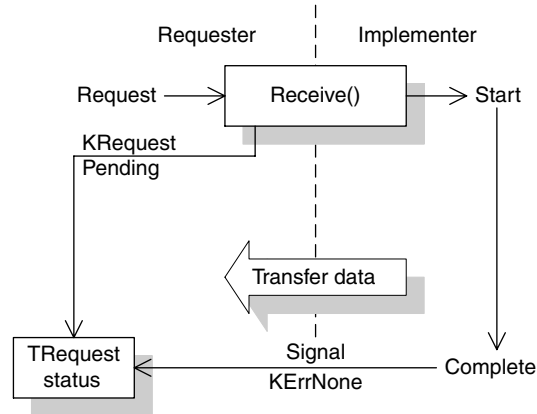 Requester
Implementer
Request
Receive()
Start
KRequest
Pending
Transfer data
TRequest
status
Signal
KErrNone
Complete